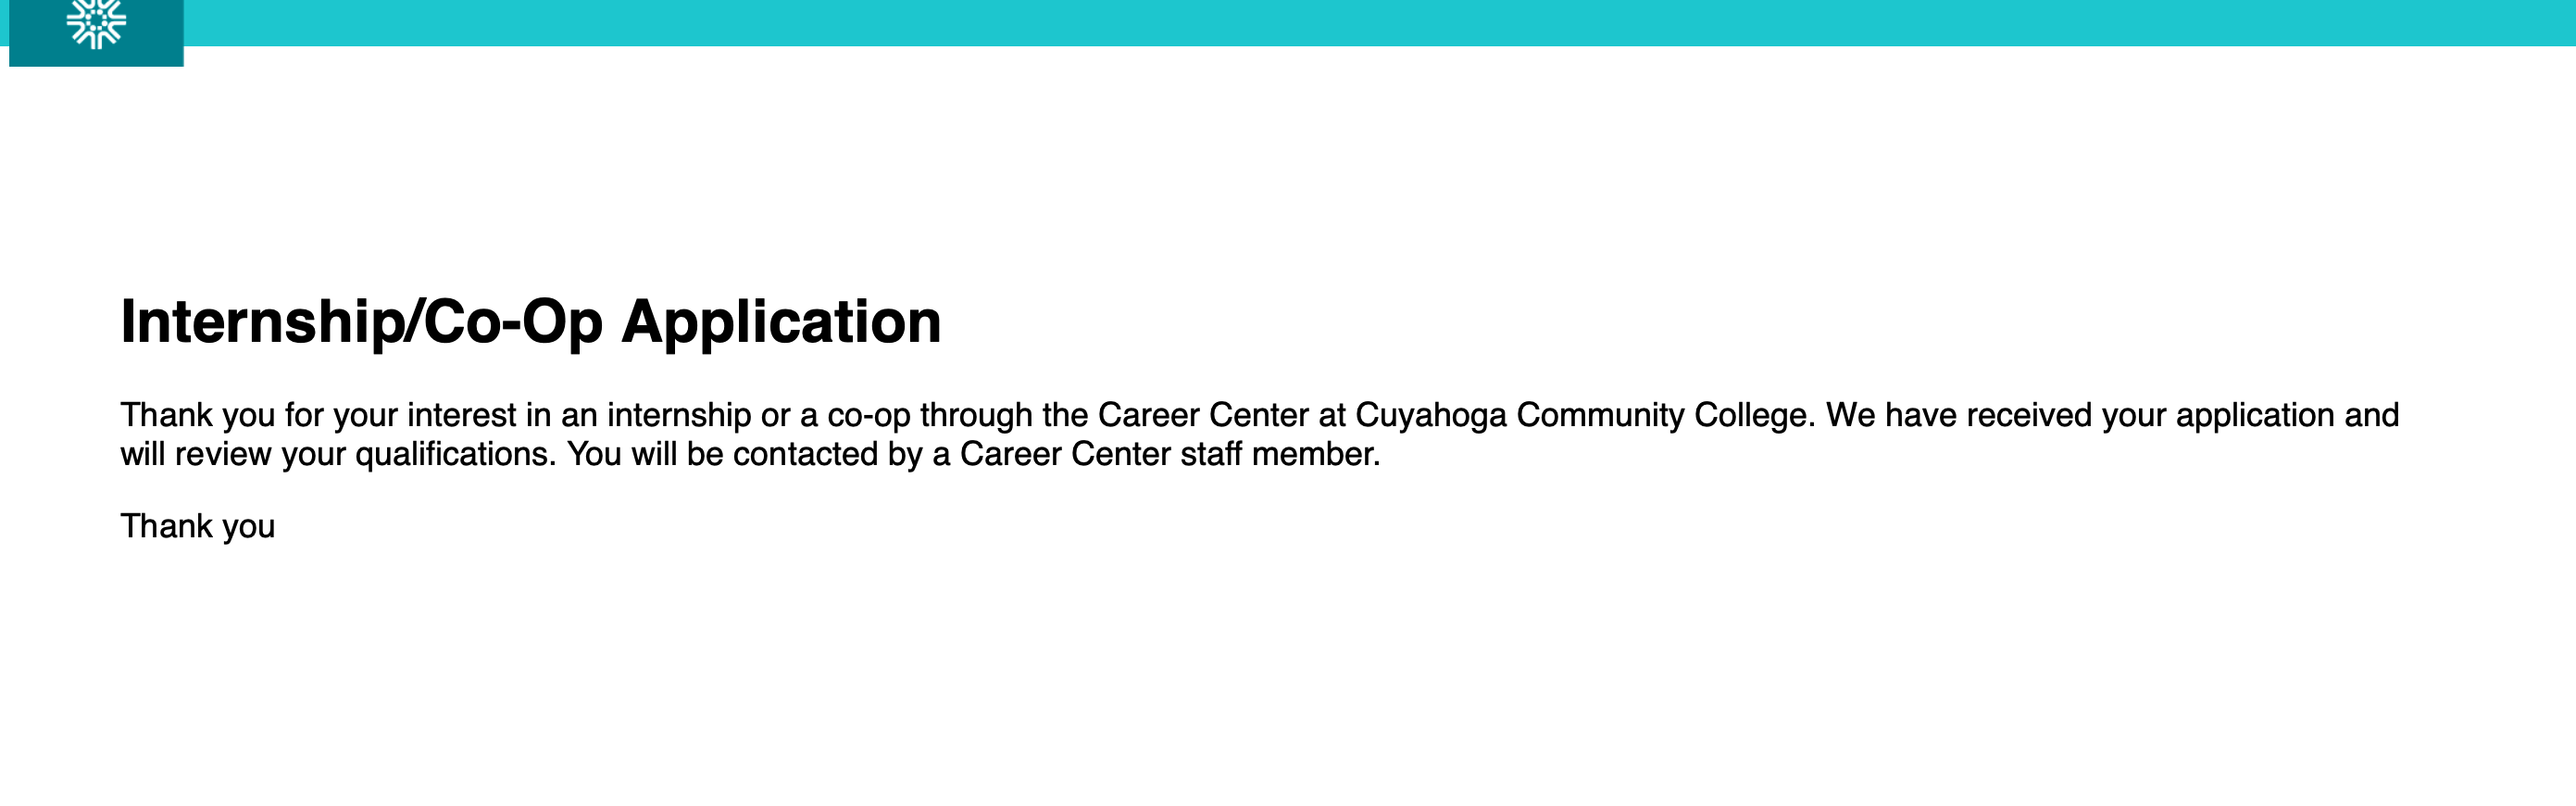 Internship/Co-Op Application
Thank you for your interest in an internship or a co-op through the Career Center at Cuyahoga Community College. We have received your application and
will review your qualifications. You will be contacted by a Career Center staff member.
Thank you